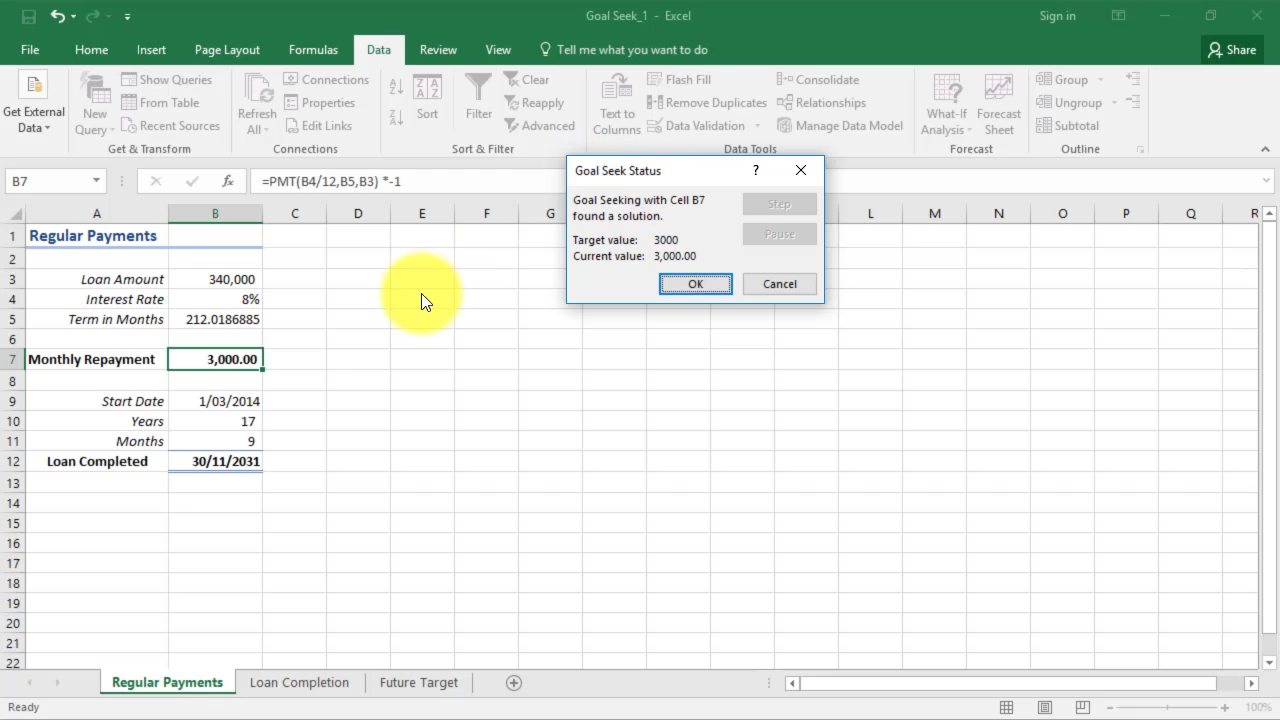 Goal Seek_1 - Excel
Sign in
File Home Insert Page Layout Formulas Data Review View Tell me what you want to do Share
Get External Data
New Query
Show Queries
From Table
Recent Sources
Get & Transform
Refresh All
Connections
Properties
Edit Links
Connections
Sort
Filter
Clear
Reapply
Advanced
Sort & Filter
Text to Columns
Flash Fill
Remove Duplicates
Data Validation
Consolidate
Relationships
Manage Data Model
Data Tools
What-If Analysis
Forecast Sheet
Forecast
Group
Ungroup
Subtotal
Outline
B7 fx =PMT(B4/12,B5,B3) *-1
Goal Seek Status ?
Goal Seeking with Cell B7
found a solution.
Target value: 3000
Current value: 3,000.00
Step
Pause
OK Cancel
A B C D E F G L M N O P Q R
1 Regular Payments
2
3 Loan Amount 340,000
4 Interest Rate 8%
5 Term in Months 212.0186885
6
7 Monthly Repayment 3,000.00
8
9 Start Date 1/03/2014
10 Years 17
11 Months 9
12 Loan Completed 30/11/2031
13
14
15
16
17
18
19
20
21
22
Regular Payments Loan Completion Future Target
Ready
100%